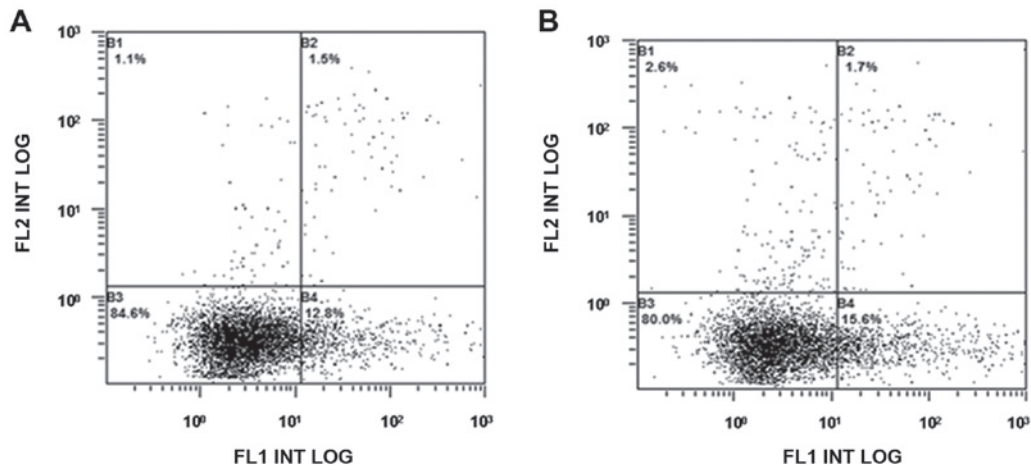 A
B1
1.1%
B2
1.5%
B3
84.6%
B4
12.8%
10³
10²
10¹
10⁰
FL2 INT LOG
10⁰
10¹
10²
10³
FL1 INT LOG
B
B1
2.6%
B2
1.7%
B3
80.0%
B4
15.6%
10³
10²
10¹
10⁰
FL2 INT LOG
10⁰
10¹
10²
10³
FL1 INT LOG